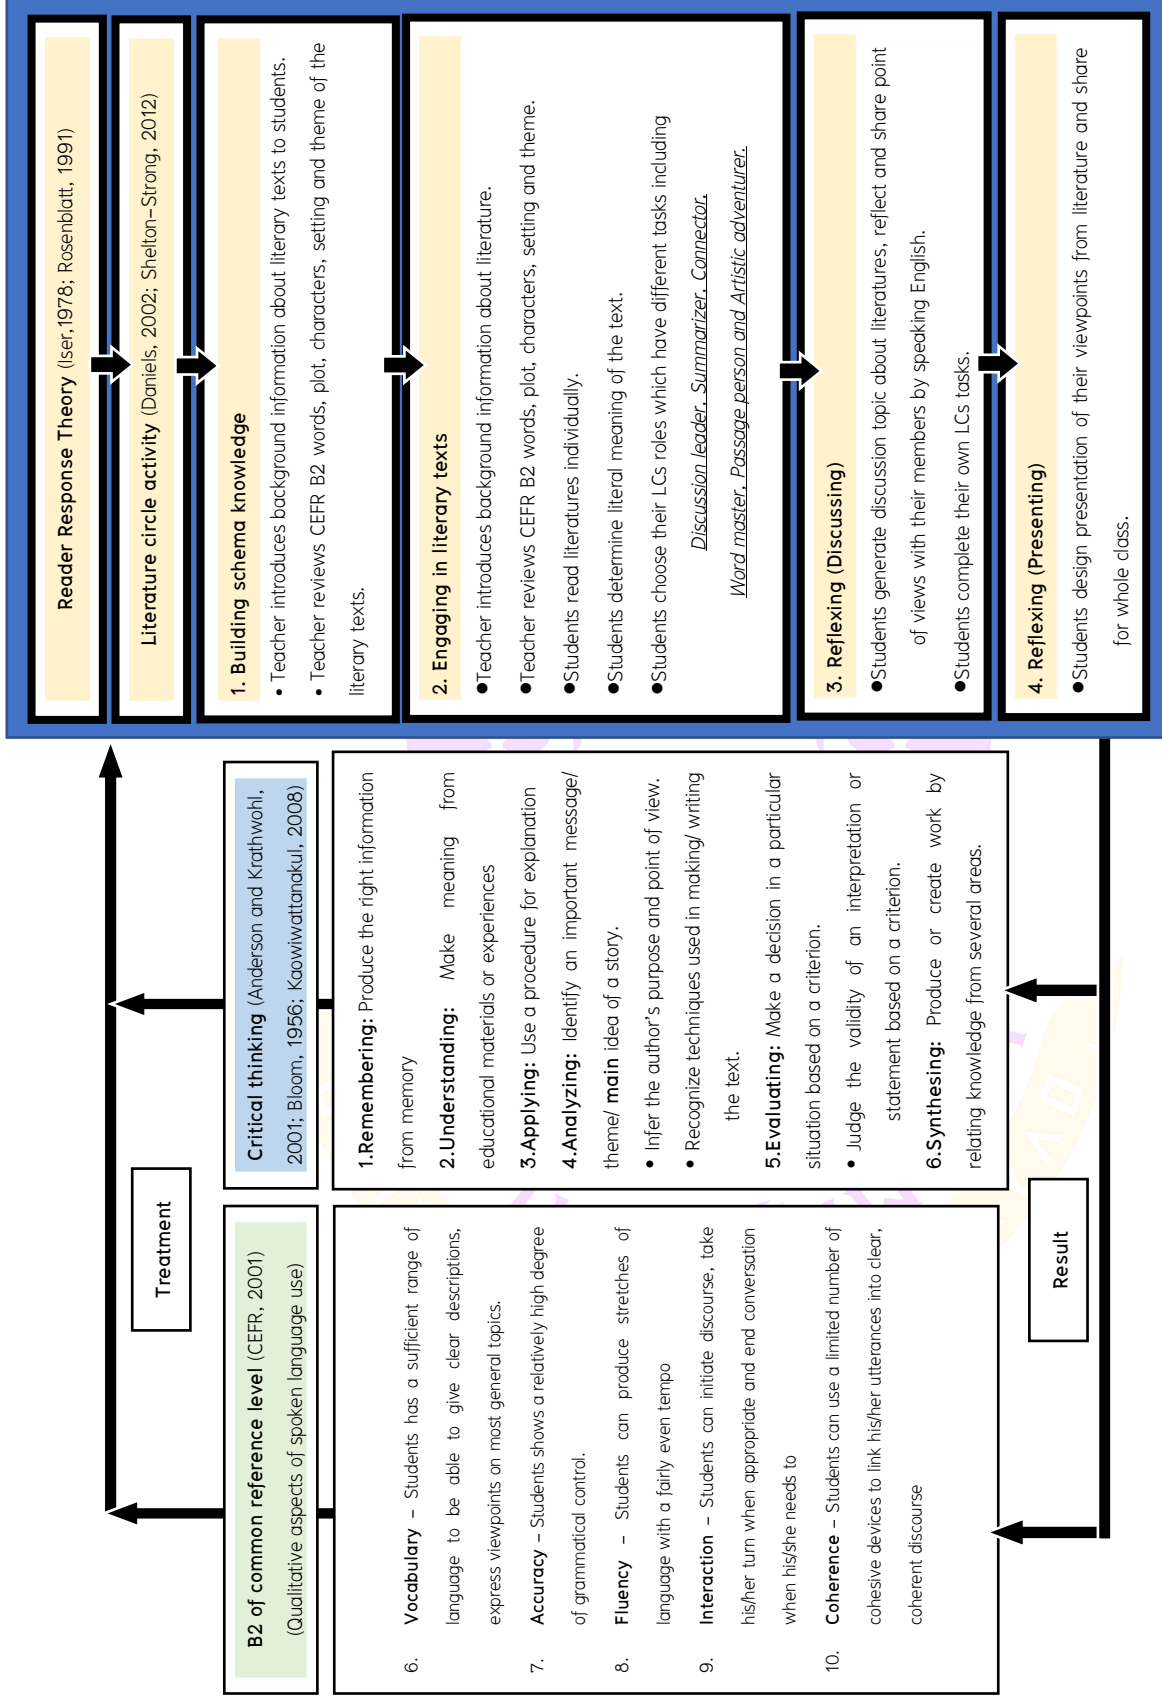 Treatment
B2 of common reference level (CEFR, 2001)
(Qualitative aspects of spoken language use)
6. Vocabulary – Students has a sufficient range of
language to be able to give clear descriptions,
express viewpoints on most general topics.
7. Accuracy – Students shows a relatively high degree
of grammatical control.
8. Fluency – Students can produce stretches of
language with a fairly even tempo
9. Interaction – Students can initiate discourse, take
his/her turn when appropriate and end conversation
when his/she needs to
10. Coherence – Students can use a limited number of
cohesive devices to link his/her utterances into clear,
coherent discourse
Critical thinking (Anderson and Krathwohl,
2001; Bloom, 1956; Kaowiwattanakul, 2008)
1.Remembering: Produce the right information
from memory
2.Understanding: Make meaning from
educational materials or experiences
3.Applying: Use a procedure for explanation
4.Analyzing: Identify an important message/
theme/ main idea of a story.
• Infer the author's purpose and point of view.
• Recognize techniques used in making/ writing
the text.
5.Evaluating: Make a decision in a particular
situation based on a criterion.
• Judge the validity of an interpretation or
statement based on a criterion.
6.Synthesing: Produce or create work by
relating knowledge from several areas.
Result
Reader Response Theory (Iser,1978; Rosenblatt, 1991)
Literature circle activity (Daniels, 2002; Shelton–Strong, 2012)
1. Building schema knowledge
• Teacher introduces background information about literary texts to students.
• Teacher reviews CEFR B2 words, plot, characters, setting and theme of the
literary texts.
2. Engaging in literary texts
●Teacher introduces background information about literature.
●Teacher reviews CEFR B2 words, plot, characters, setting and theme.
●Students read literatures individually.
●Students determine literal meaning of the text.
●Students choose their LCs roles which have different tasks including
Discussion leader, Summarizer, Connector,
Word master, Passage person and Artistic adventurer.
3. Reflexing (Discussing)
●Students generate discussion topic about literatures, reflect and share point
of views with their members by speaking English.
●Students complete their own LCs tasks.
4. Reflexing (Presenting)
●Students design presentation of their viewpoints from literature and share
for whole class.